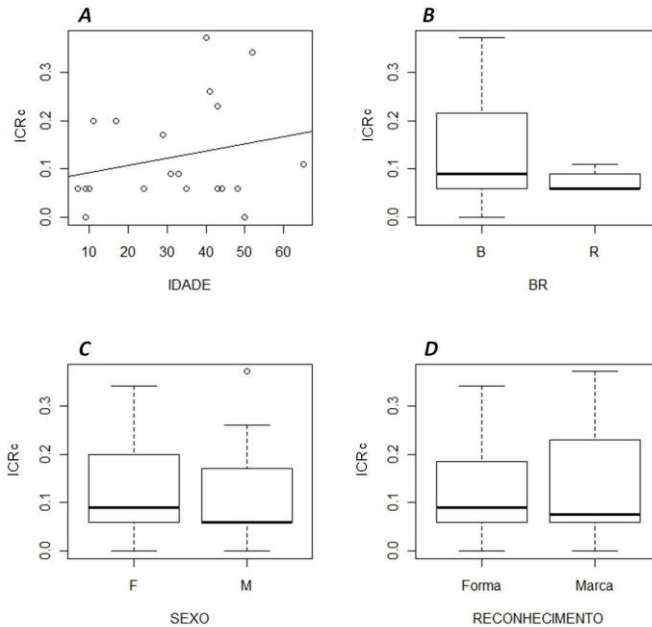 A
ICRc
0.3
0.2
0.1
0.0
10 20 30 40 50 60
IDADE
B
ICRc
0.3
0.2
0.1
0.0
B R
BR
C
ICRc
0.3
0.2
0.1
0.0
F M
SEXO
D
ICRc
0.3
0.2
0.1
0.0
Forma Marca
RECONHECIMENTO